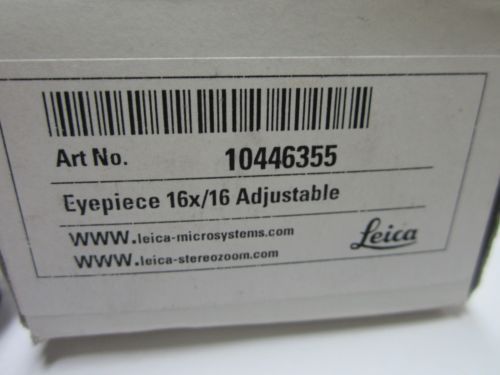 Art No. 10446355
Eyepiece 16x/16 Adjustable
WWW.leica-microsystems.com
Leica
WWW.leica-stereozoom.com